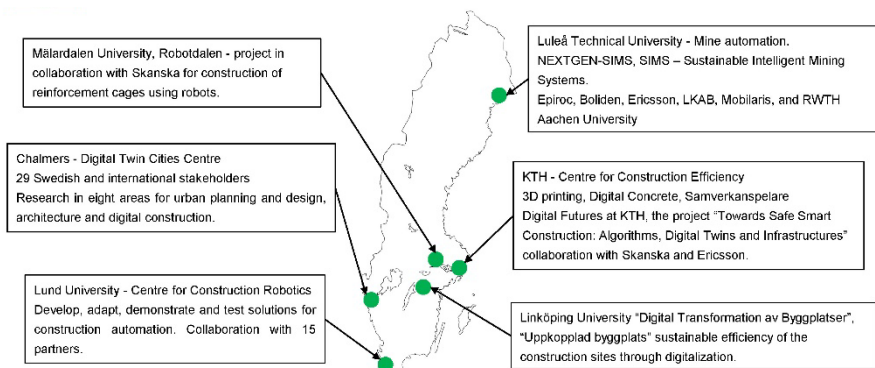 Mälardalen University, Robotdalen - project in
collaboration with Skanska for construction of
reinforcement cages using robots.
Luleå Technical University - Mine automation.
NEXTGEN-SIMS, SIMS – Sustainable Intelligent Mining
Systems.
Epiroc, Boliden, Ericsson, LKAB, Mobilaris, and RWTH
Aachen University
Chalmers - Digital Twin Cities Centre
29 Swedish and international stakeholders
Research in eight areas for urban planning and design,
architecture and digital construction.
KTH - Centre for Construction Efficiency
3D printing, Digital Concrete, Samverkanspelare
Digital Futures at KTH, the project "Towards Safe Smart
Construction: Algorithms, Digital Twins and Infrastructures"
collaboration with Skanska and Ericsson.
Lund University - Centre for Construction Robotics
Develop, adapt, demonstrate and test solutions for
construction automation. Collaboration with 15
partners.
Linköping University "Digital Transformation av Byggplatser",
"Uppkopplad byggplats" sustainable efficiency of the
construction sites through digitalization.